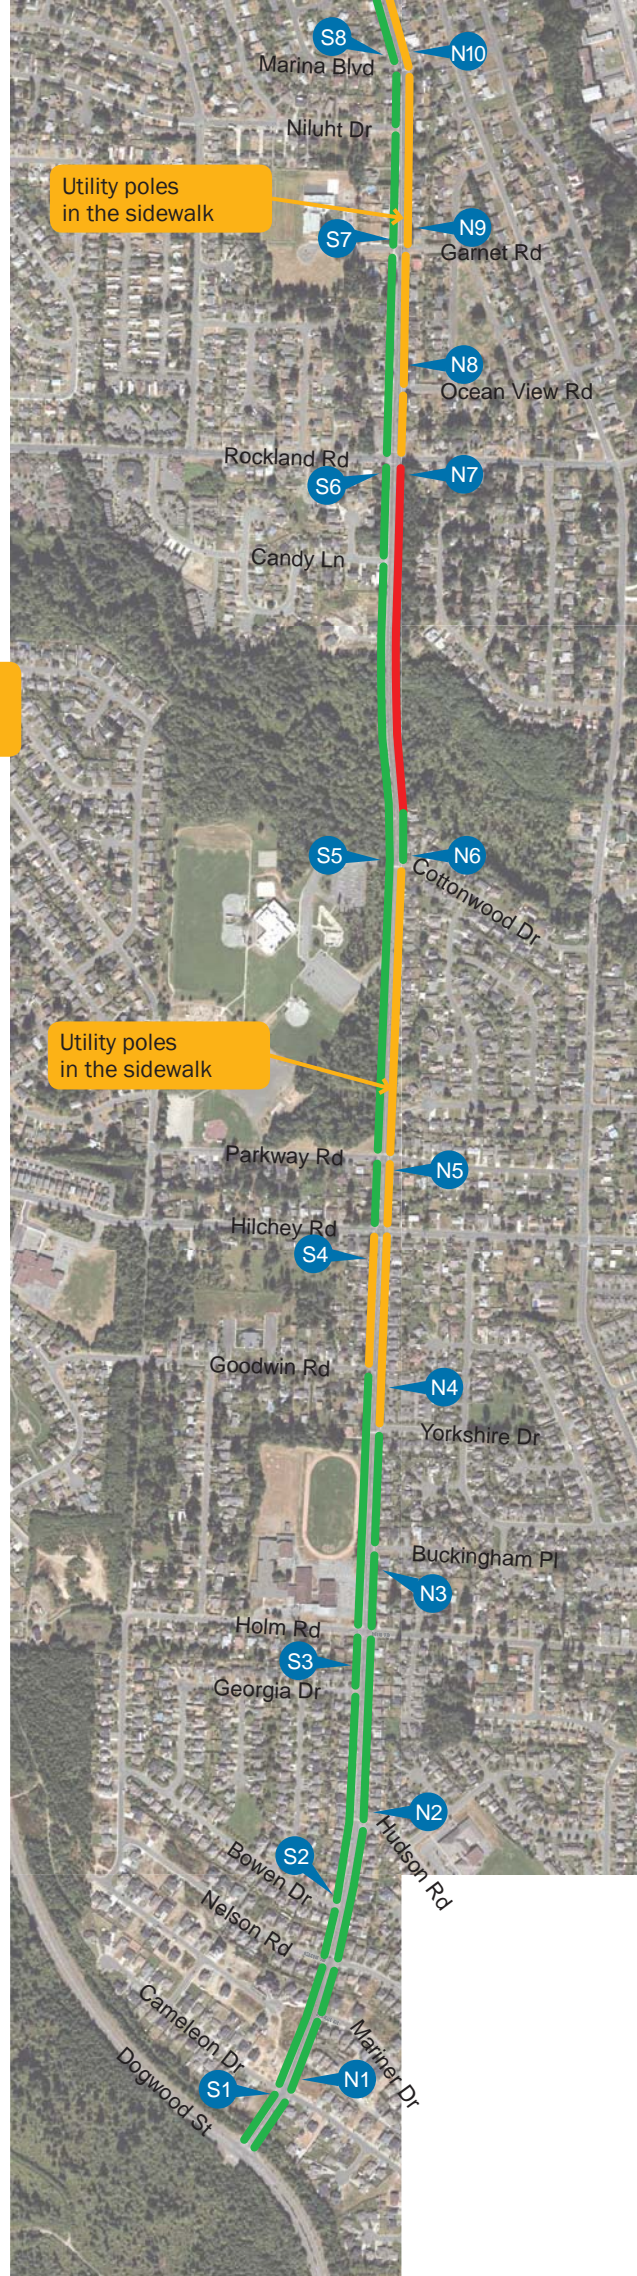 S8
N10
Marina Blvd
Niluht Dr
Utility poles
in the sidewalk
N9
S7
Garnet Rd
N8
Ocean View Rd
Rockland Rd
N7
S6
Candy Ln
S5
N6
Cottonwood Dr
Utility poles
in the sidewalk
Parkway Rd
N5
Hilchey Rd
S4
Goodwin Rd
N4
Yorkshire Dr
Buckingham Pl
N3
Holm Rd
S3
Georgia Dr
N2
Hudson Rd
S2
Bowen Dr
Nelson Rd
Cameleon Dr
Mariner Dr
Dogwood St
S1
N1